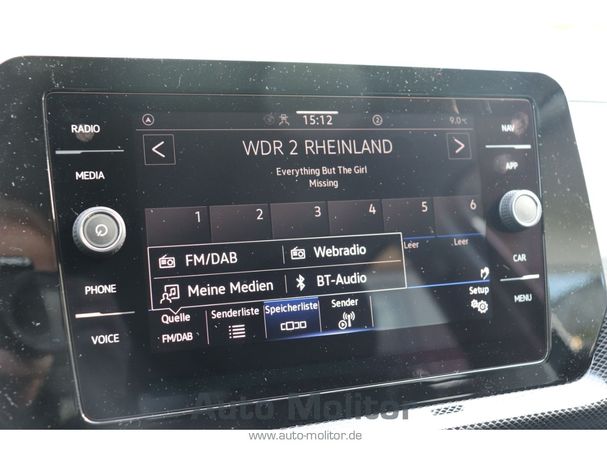 15:12
2
9.0°C
RADIO
MEDIA
PHONE
VOICE
NAV
APP
CAR
MENU
WDR 2 RHEINLAND
Everything But The Girl
Missing
1 2 3 4 5 6
Leer Leer
FM/DAB
Webradio
Meine Medien
BT-Audio
Quelle
FM/DAB
Senderliste
Speicherliste
Sender
Setup
Auto Molitor
www.auto-molitor.de